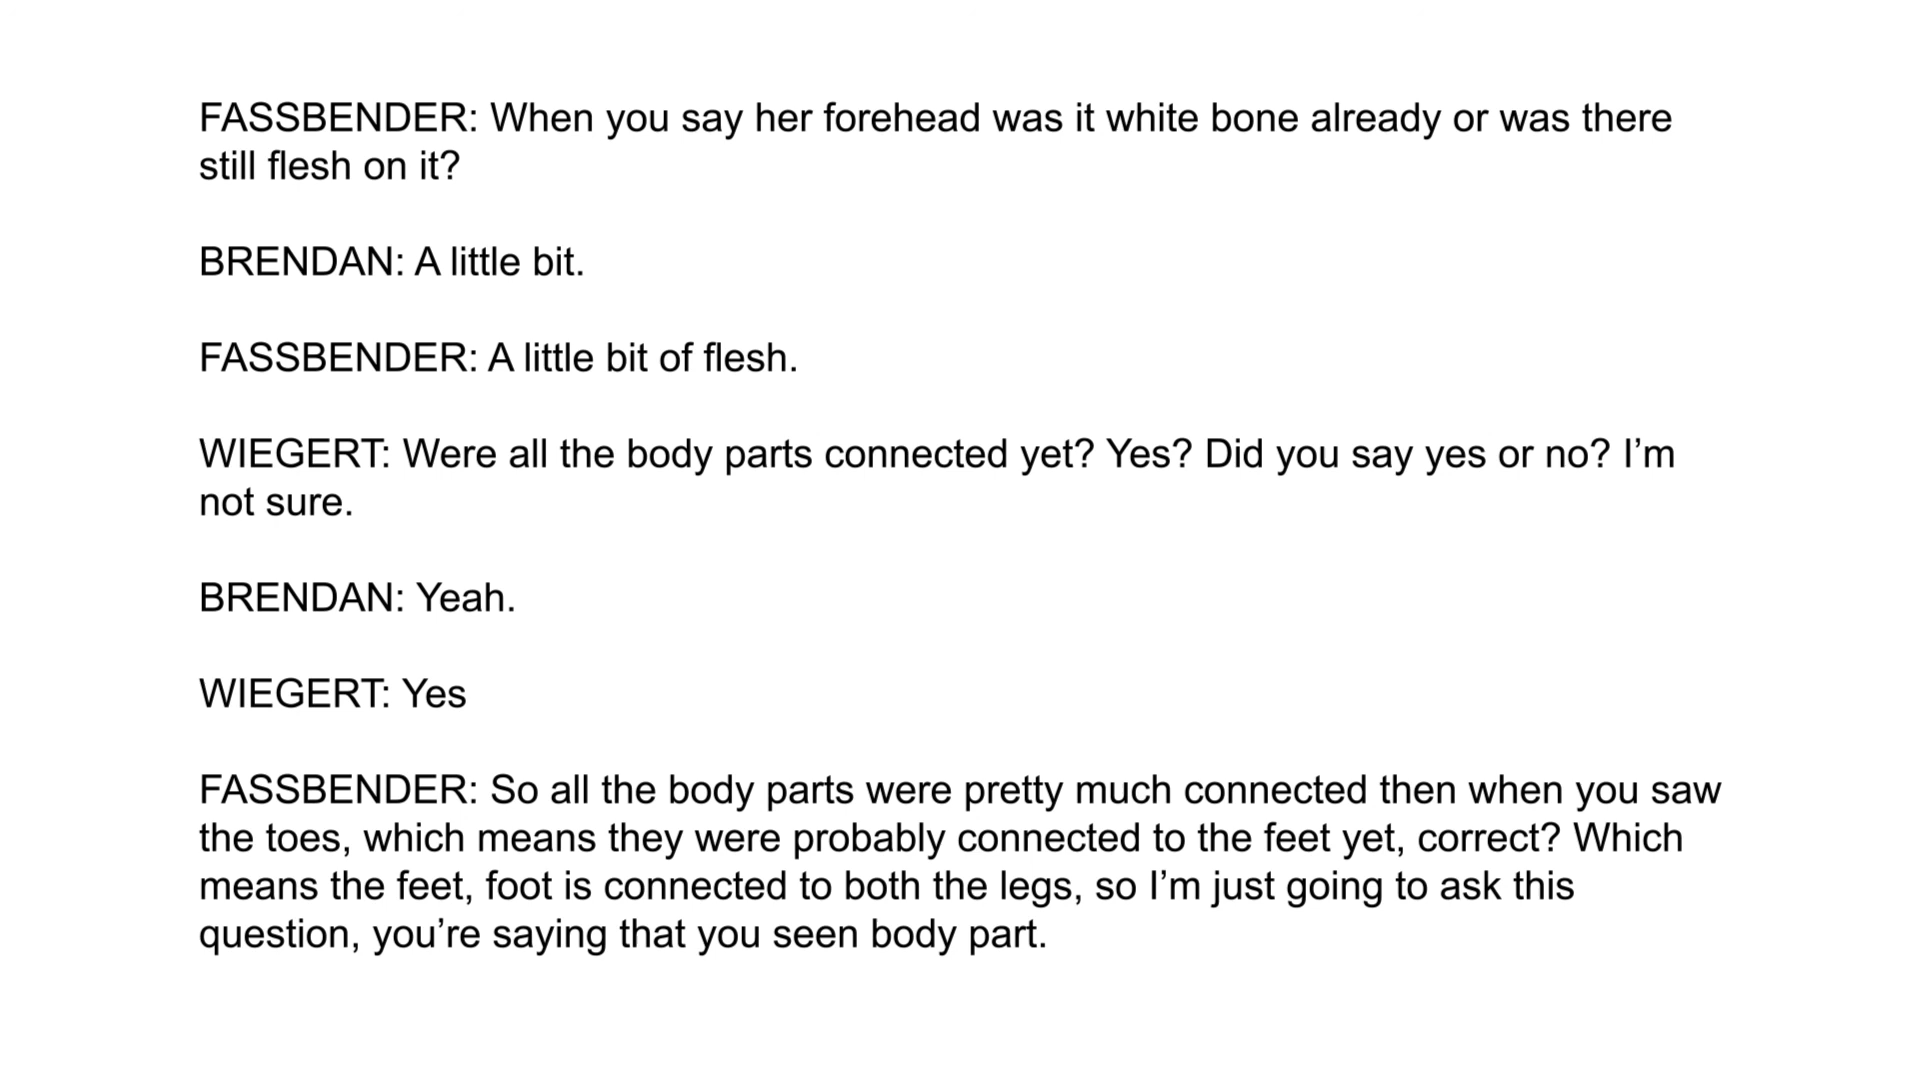 FASSBENDER: When you say her forehead was it white bone already or was there
still flesh on it?
BRENDAN: A little bit.
FASSBENDER: A little bit of flesh.
WIEGERT: Were all the body parts connected yet? Yes? Did you say yes or no? I’m
not sure.
BRENDAN: Yeah.
WIEGERT: Yes
FASSBENDER: So all the body parts were pretty much connected then when you saw
the toes, which means they were probably connected to the feet yet, correct? Which
means the feet, foot is connected to both the legs, so I’m just going to ask this
question, you’re saying that you seen body part.